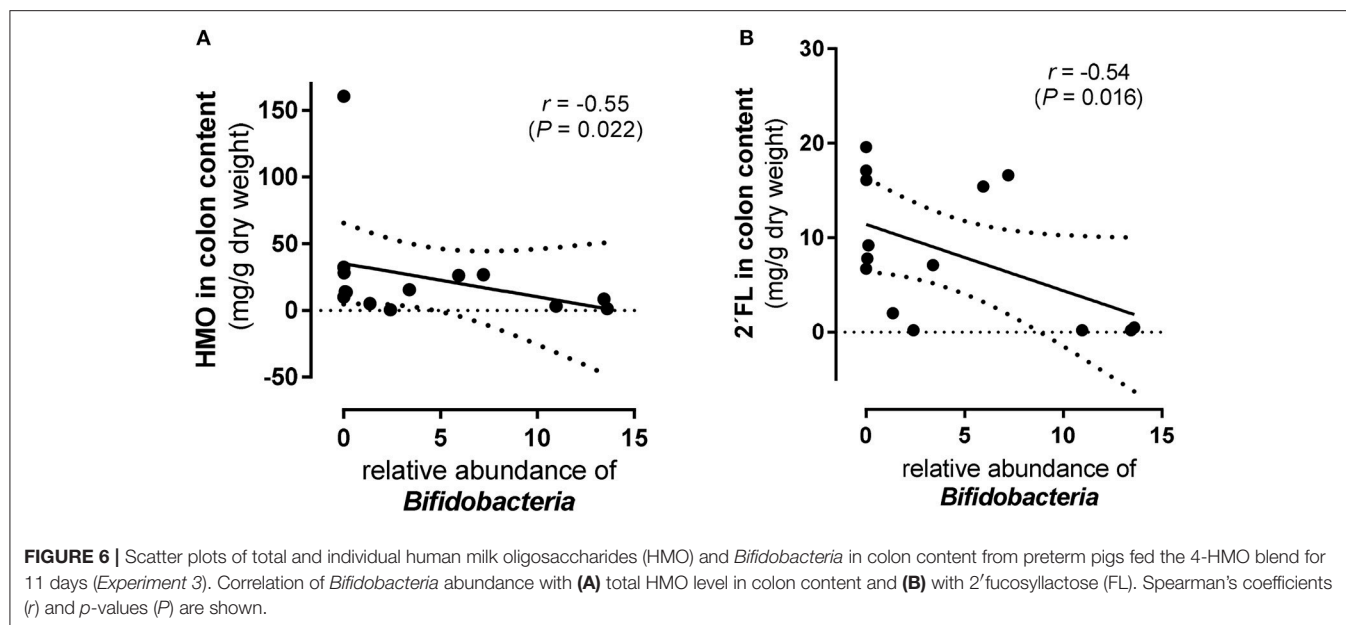 A
HMO in colon content
(mg/g dry weight)
150
100
50
0
-50
r = -0.55
(P = 0.022)
0 5 10 15
relative abundance of
Bifidobacteria
B
2´FL in colon content
(mg/g dry weight)
30
20
10
0
r = -0.54
(P = 0.016)
0 5 10 15
relative abundance of
Bifidobacteria
FIGURE 6 | Scatter plots of total and individual human milk oligosaccharides (HMO) and Bifidobacteria in colon content from preterm pigs fed the 4-HMO blend for
11 days (Experiment 3). Correlation of Bifidobacteria abundance with (A) total HMO level in colon content and (B) with 2′fucosyllactose (FL). Spearman's coefficients
(r) and p-values (P) are shown.